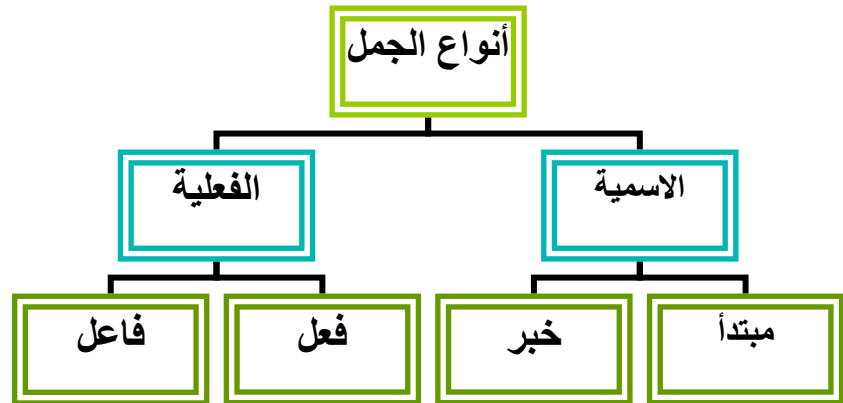 أنواع الجمل
الاسمية
الفعلية
مبتدأ
خبر
فعل
فاعل